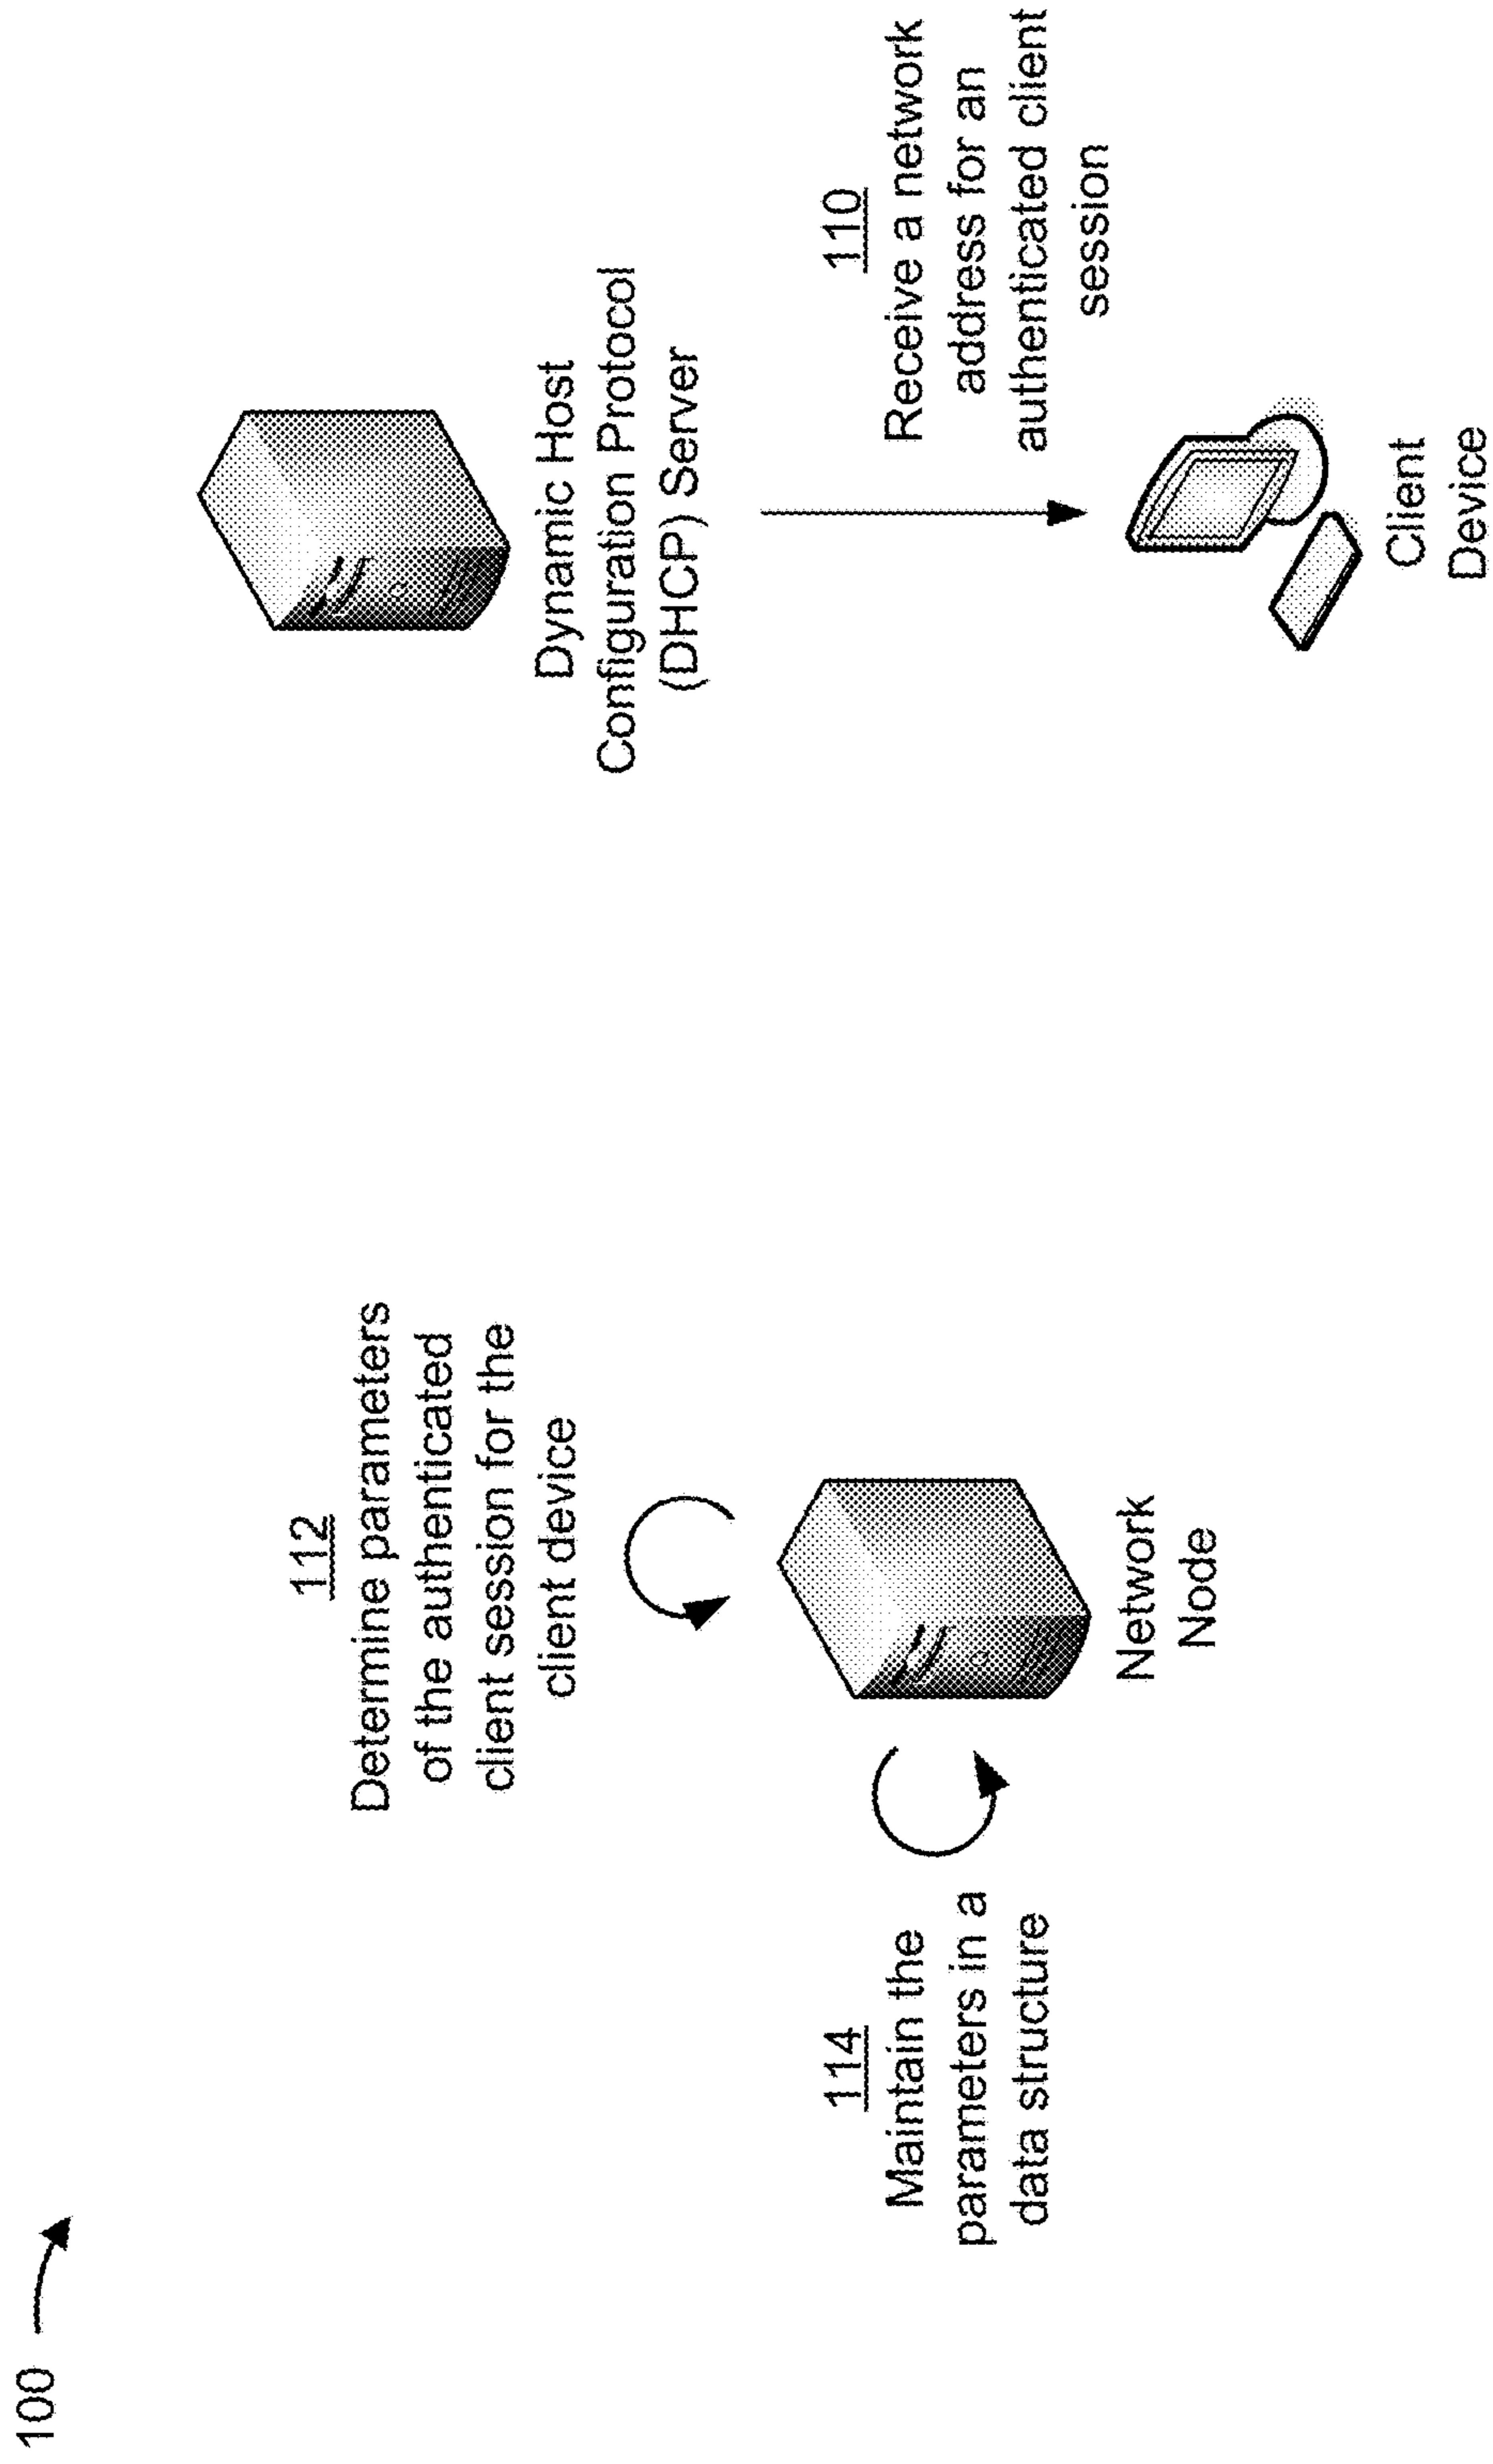 100
112
Determine parameters
of the authenticated
client session for the
client device
114
Maintain the
parameters in a
data structure
Network
Node
Dynamic Host
Configuration Protocol
(DHCP) Server
110
Receive a network
address for an
authenticated client
session
Client
Device